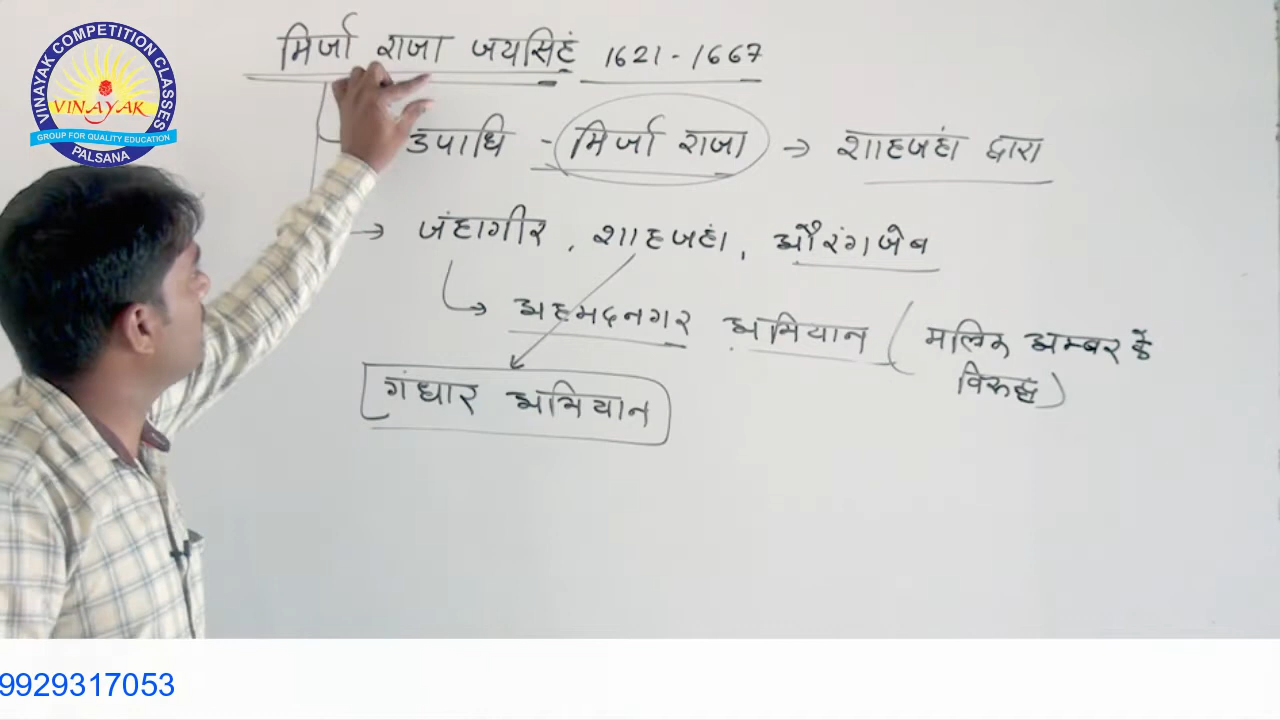 VINAYAK COMPETITION CLASSES
VINAYAK
GROUP FOR QUALITY EDUCATION
PALSANA
मिर्जा राजा जयसिहं 1621-1667
उपाधि - मिर्जा राजा → शाहजहां द्वारा
→ जंहागीर, शाहजहां, औरंगजेब
↳ अहमदनगर अभियान (मलिक अम्बर के
विरुद्ध)
गंधार अभियान
9929317053